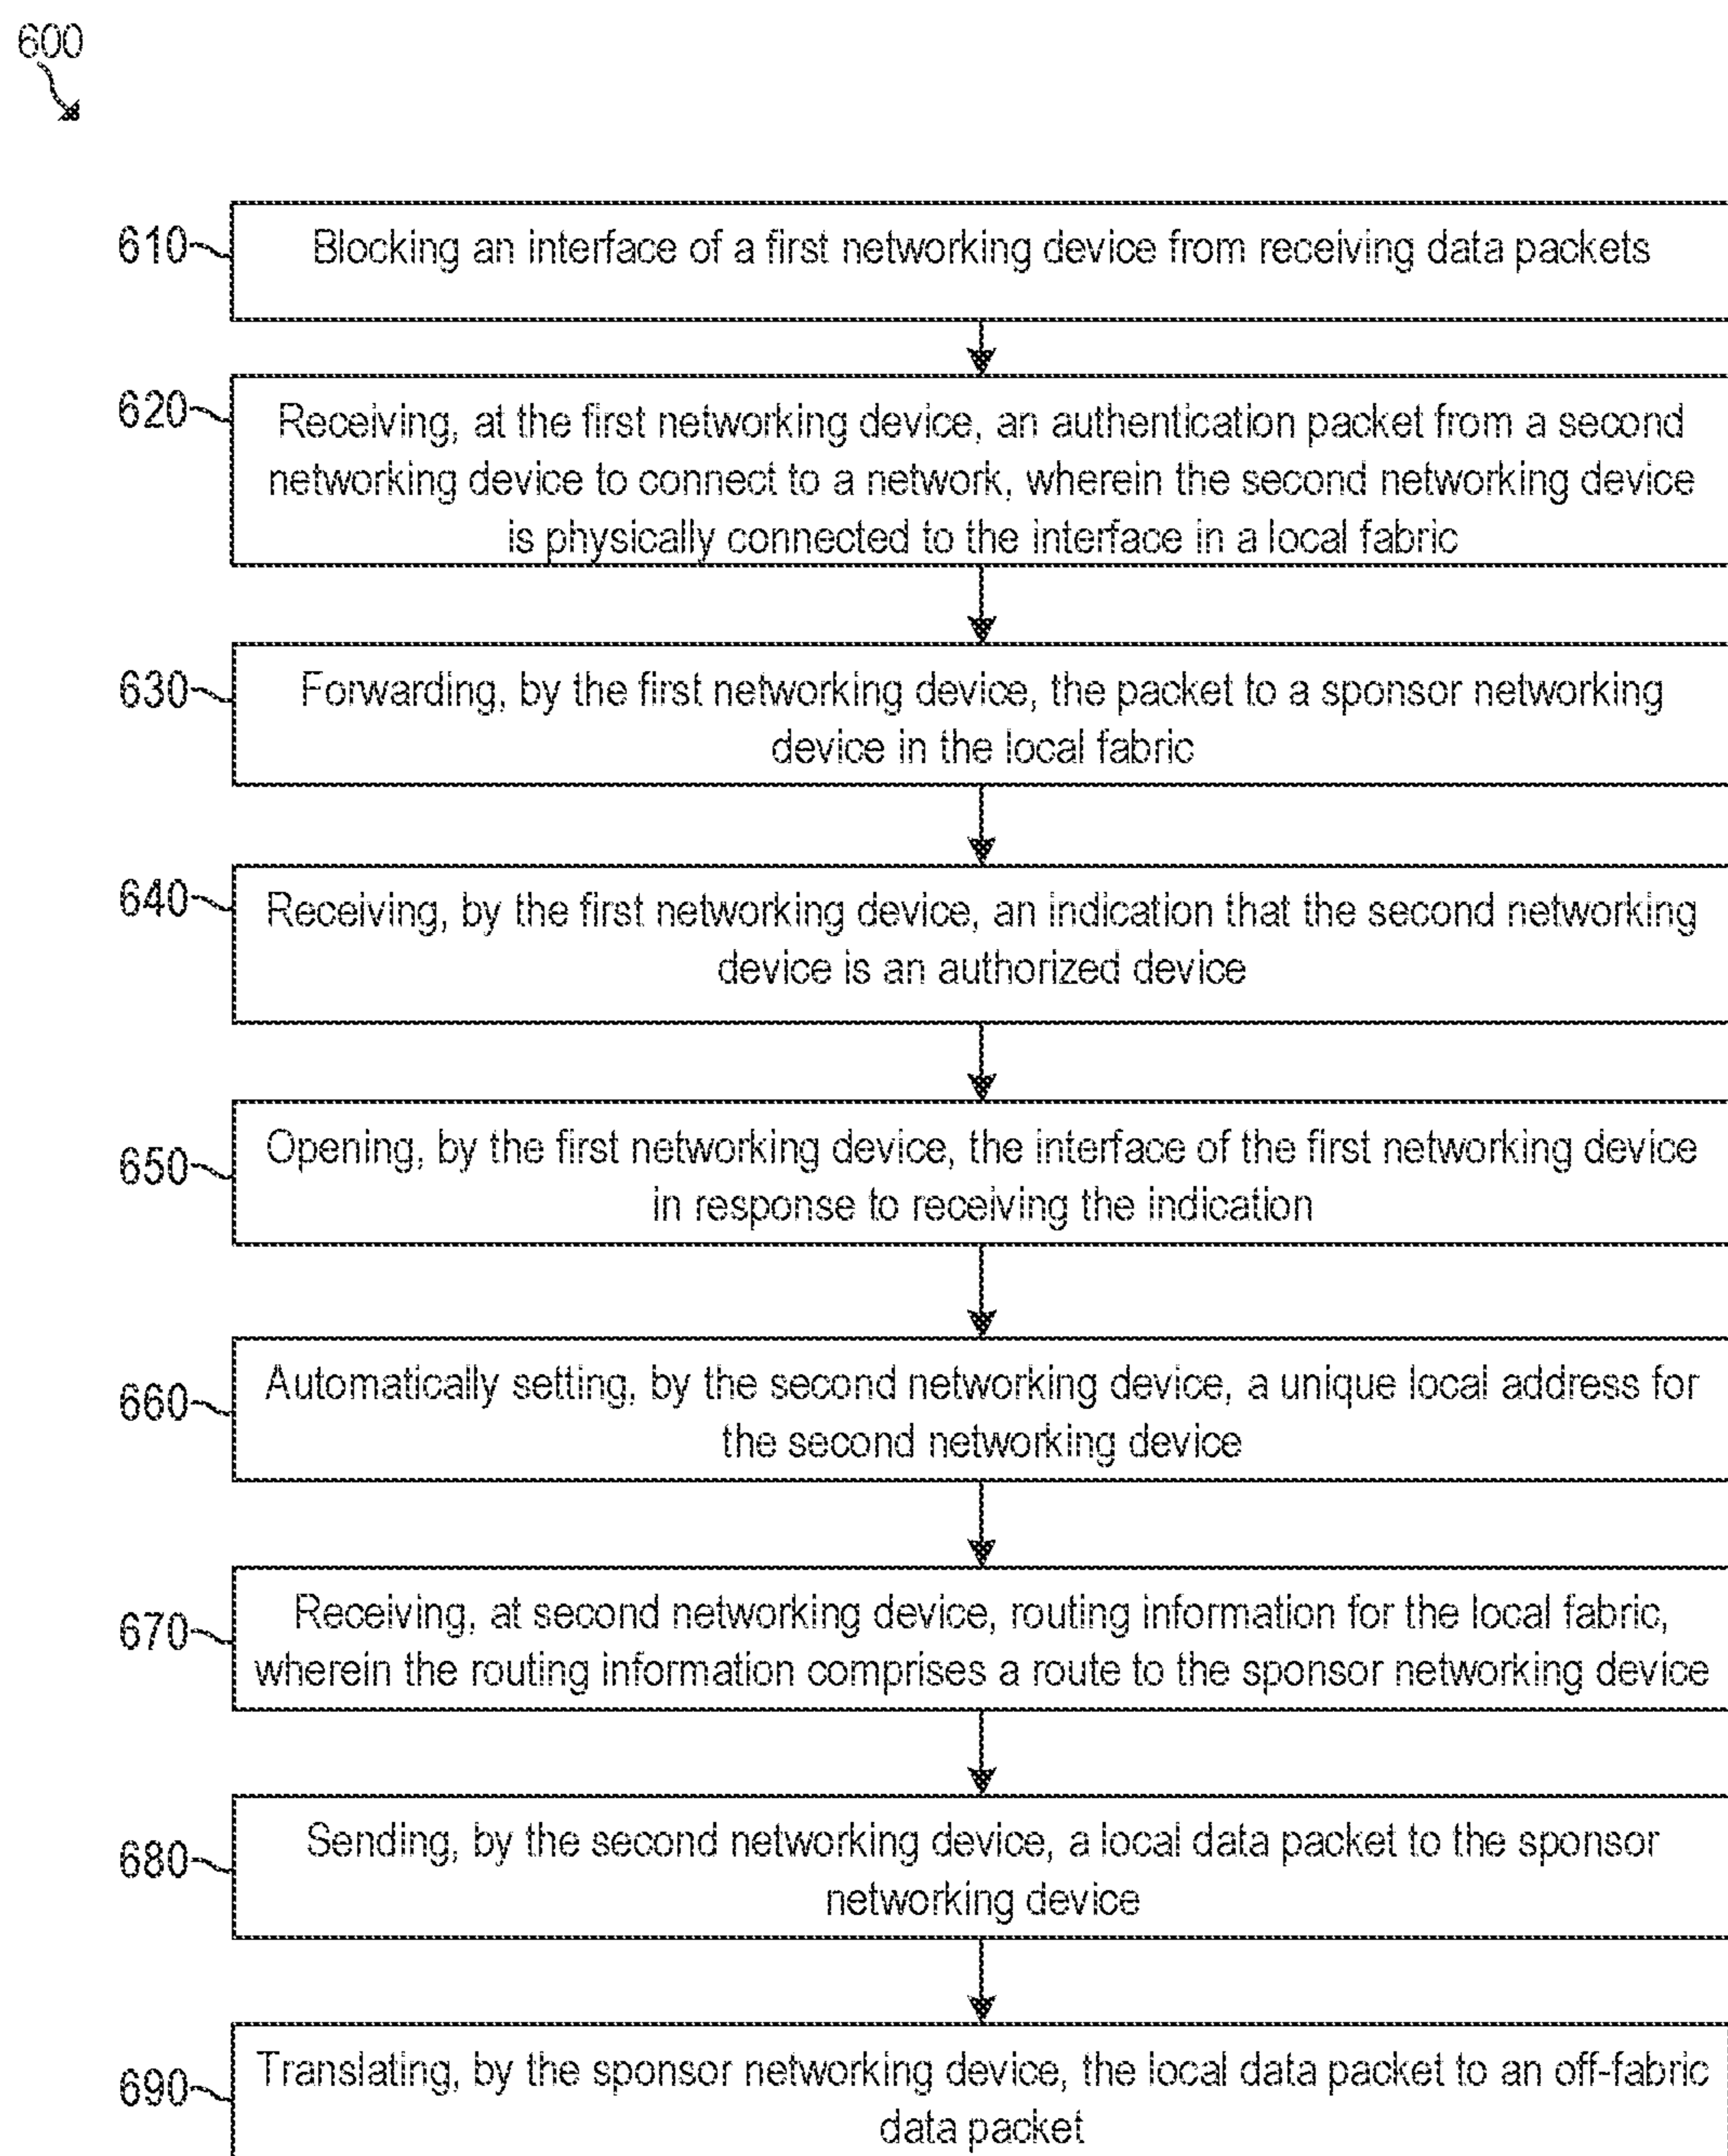 600
610
Blocking an interface of a first networking device from receiving data packets
620
Receiving, at the first networking device, an authentication packet from a second
networking device to connect to a network, wherein the second networking device
is physically connected to the interface in a local fabric
630
Forwarding, by the first networking device, the packet to a sponsor networking
device in the local fabric
640
Receiving, by the first networking device, an indication that the second networking
device is an authorized device
650
Opening, by the first networking device, the interface of the first networking device
in response to receiving the indication
660
Automatically setting, by the second networking device, a unique local address for
the second networking device
670
Receiving, at second networking device, routing information for the local fabric,
wherein the routing information comprises a route to the sponsor networking device
680
Sending, by the second networking device, a local data packet to the sponsor
networking device
690
Translating, by the sponsor networking device, the local data packet to an off-fabric
data packet